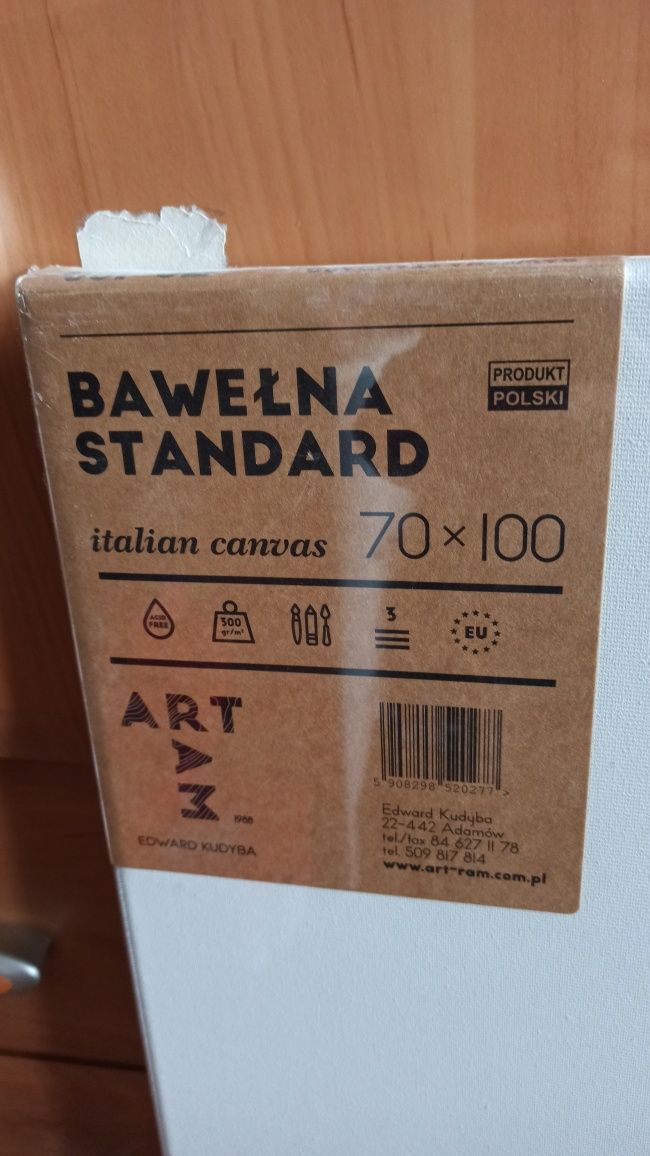 BAWEŁNA
STANDARD
PRODUKT
POLSKI
italian canvas 70 × 100
ACID
FREE
300
gr/m²
3
EU
ART
RAM
1988
EDWARD KUDYBA
5 908298 520277 >
Edward Kudyba
22-442 Adamów
tel./fax 84 627 11 78
tel. 509 817 814
www.art-ram.com.pl